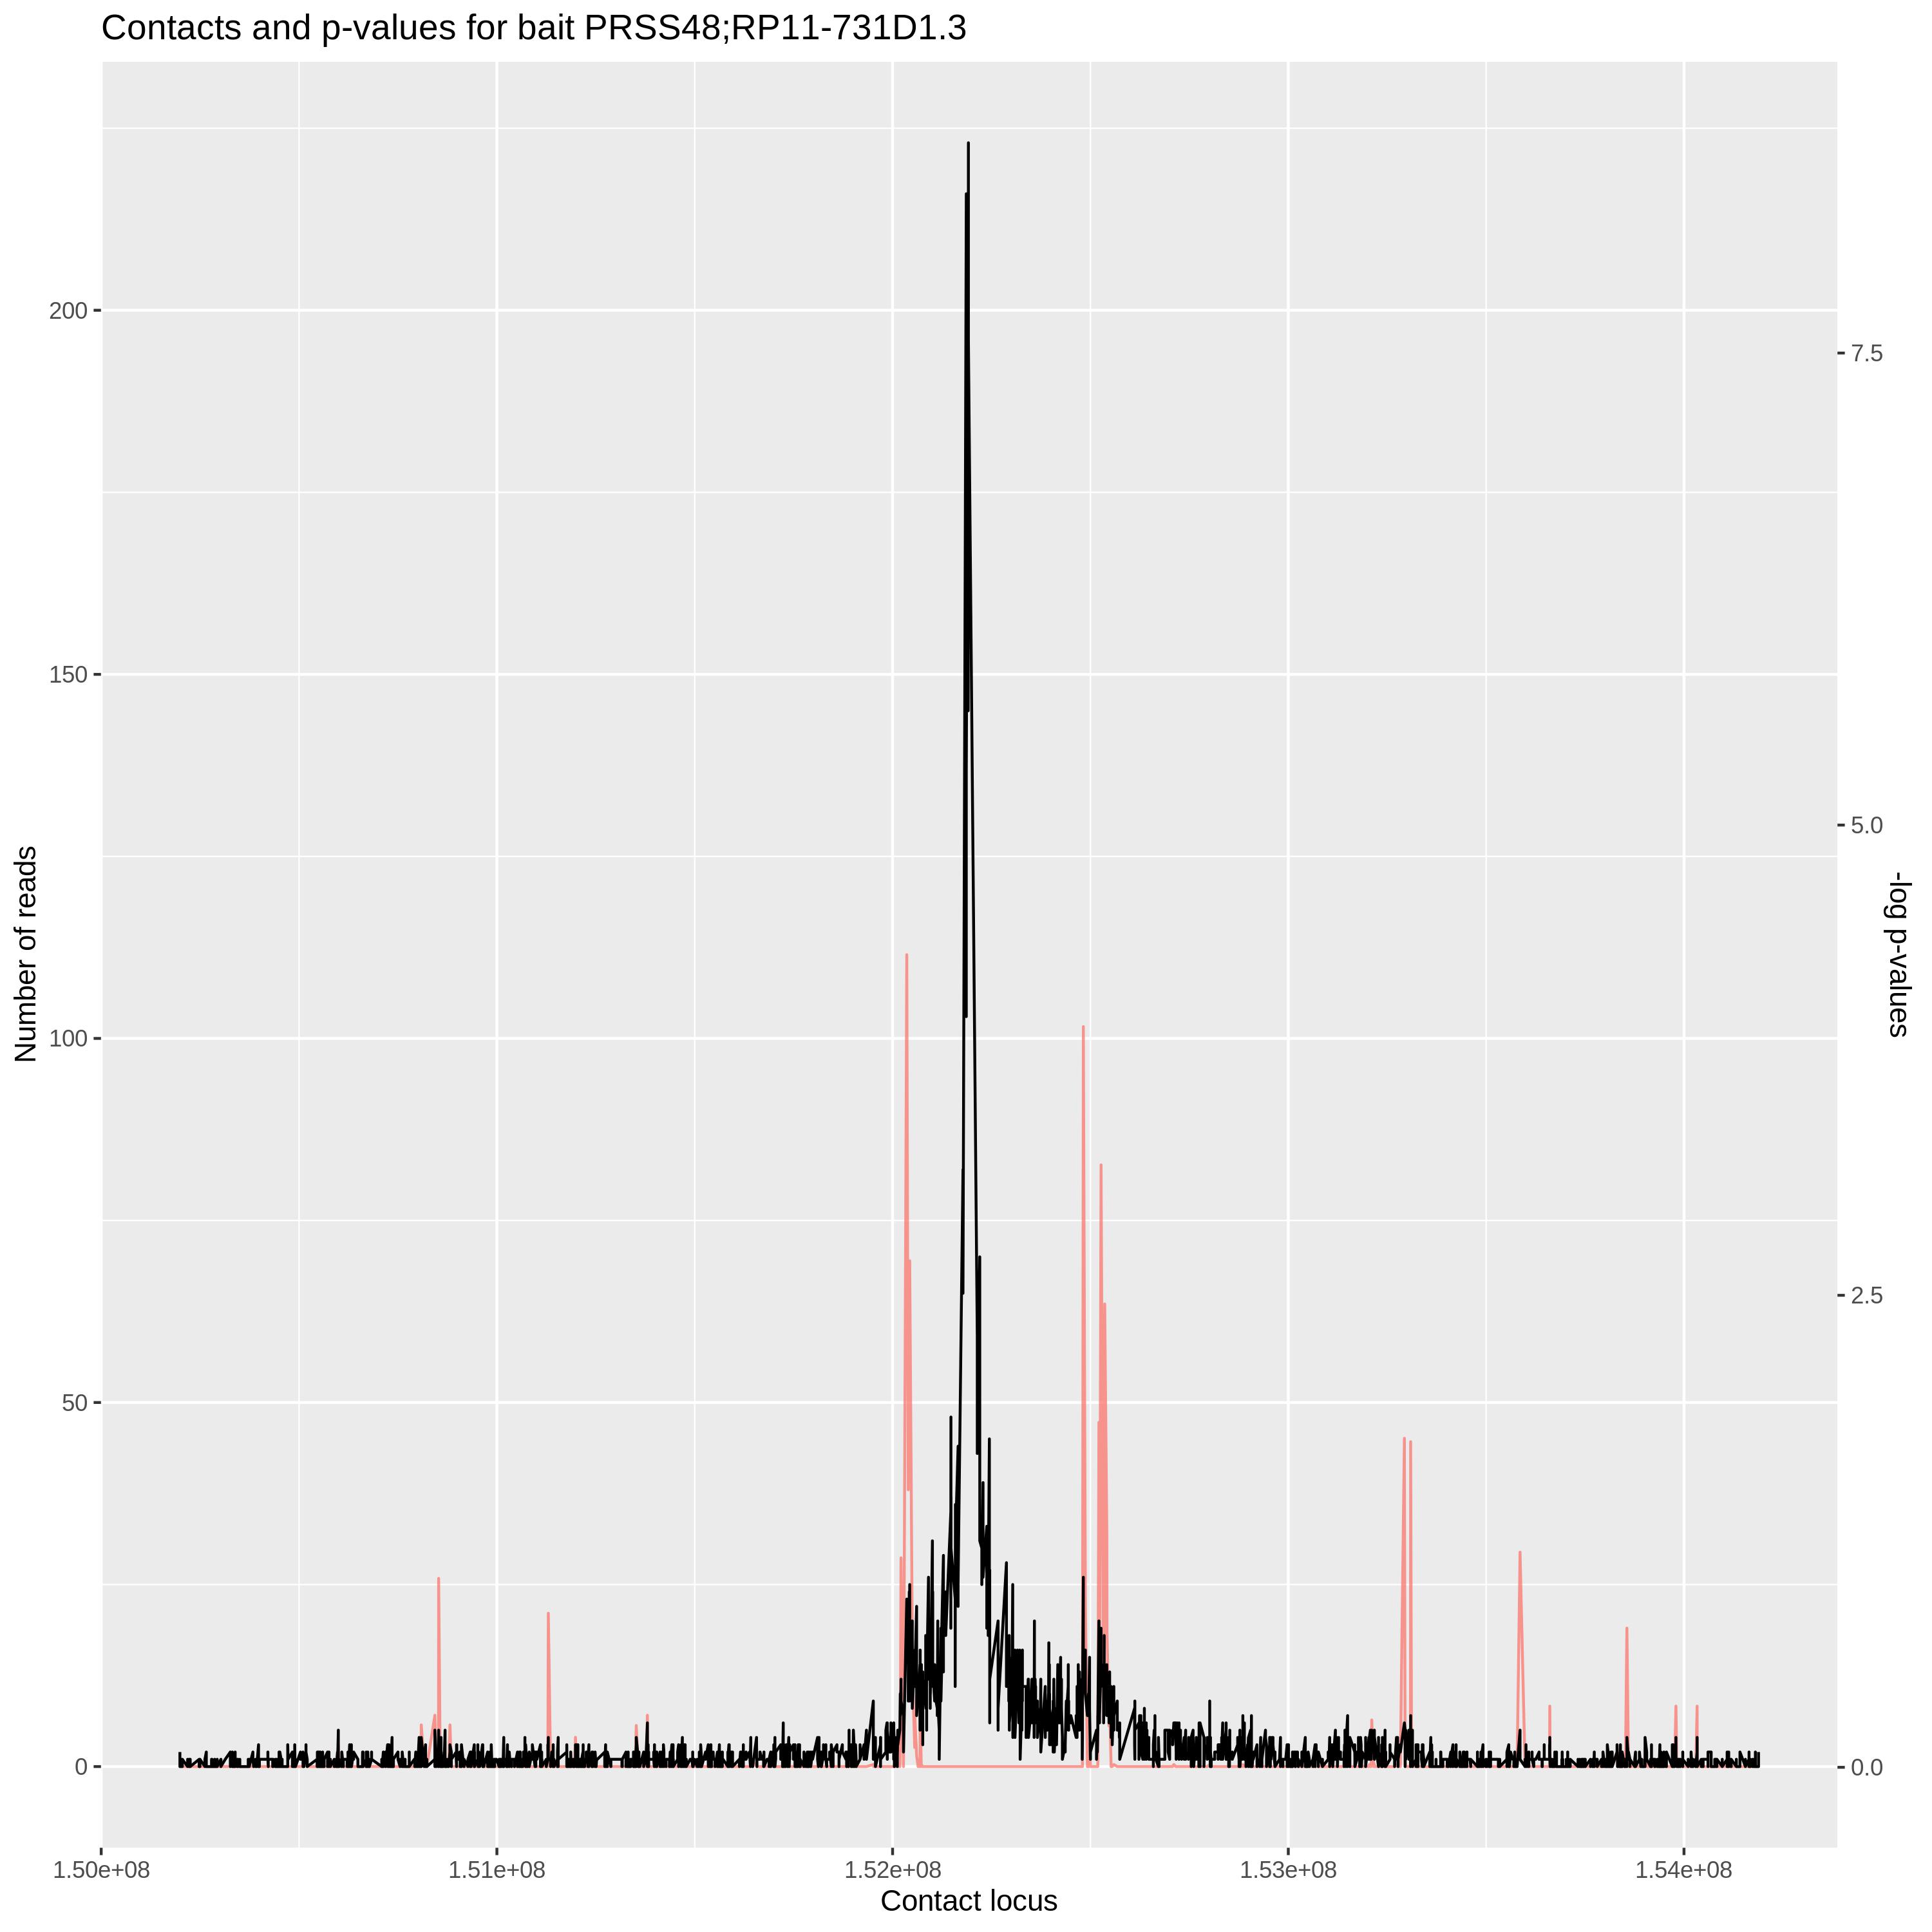 Contacts and p-values for bait PRSS48;RP11-731D1.3
Number of reads
200
150
100
50
0
7.5
5.0
2.5
0.0
-log p-values
1.50e+08 1.51e+08 1.52e+08 1.53e+08 1.54e+08
Contact locus